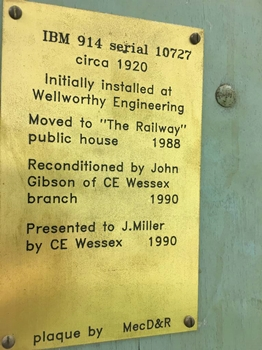 IBM 914 serial 10727
circa 1920
Initially installed at
Wellworthy Engineering
Moved to "The Railway"
public house 1988
Reconditioned by John
Gibson of CE Wessex
branch 1990
Presented to J.Miller
by CE Wessex 1990
plaque by MecD&R